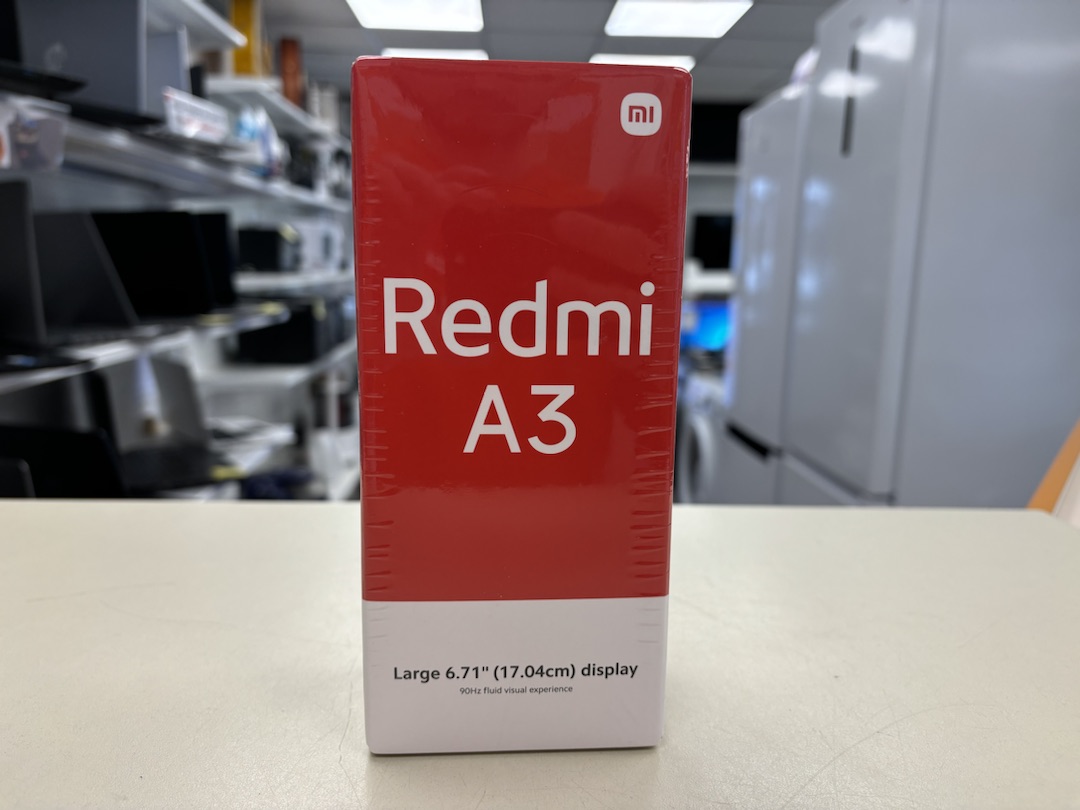 mi
Redmi
A3
Large 6.71" (17.04cm) display
90Hz fluid visual experience